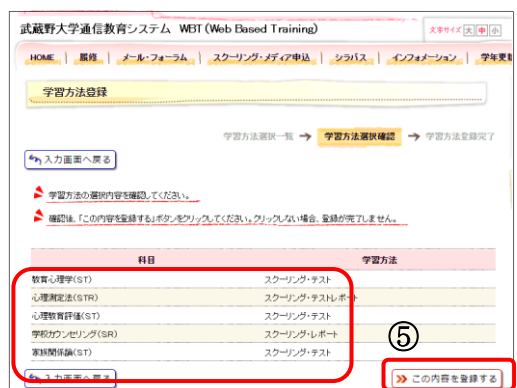 武蔵野大学通信教育システム WBT(Web Based Training)
文字サイズ 大 中 小
HOME | 履修 | メール・フォーラム | スクーリング・メディア申込 | シラバス | インフォメーション | 学年更
学習方法登録
学習方法選択一覧 → 学習方法選択確認 → 学習方法登録完了
入力画面へ戻る
学習方法の選択内容を確認してください。
確認後、「この内容を登録する」ボタンをクリックしてください。クリックしない場合、登録が完了しません。
科目 学習方法
教育心理学(ST) スクーリング・テスト
心理測定法(STR) スクーリング・テストレポート
心理教育評価(ST) スクーリング・テスト
学校カウンセリング(SR) スクーリング・レポート
家族関係論(ST) スクーリング・テスト
⑤
入力画面へ戻る
この内容を登録する